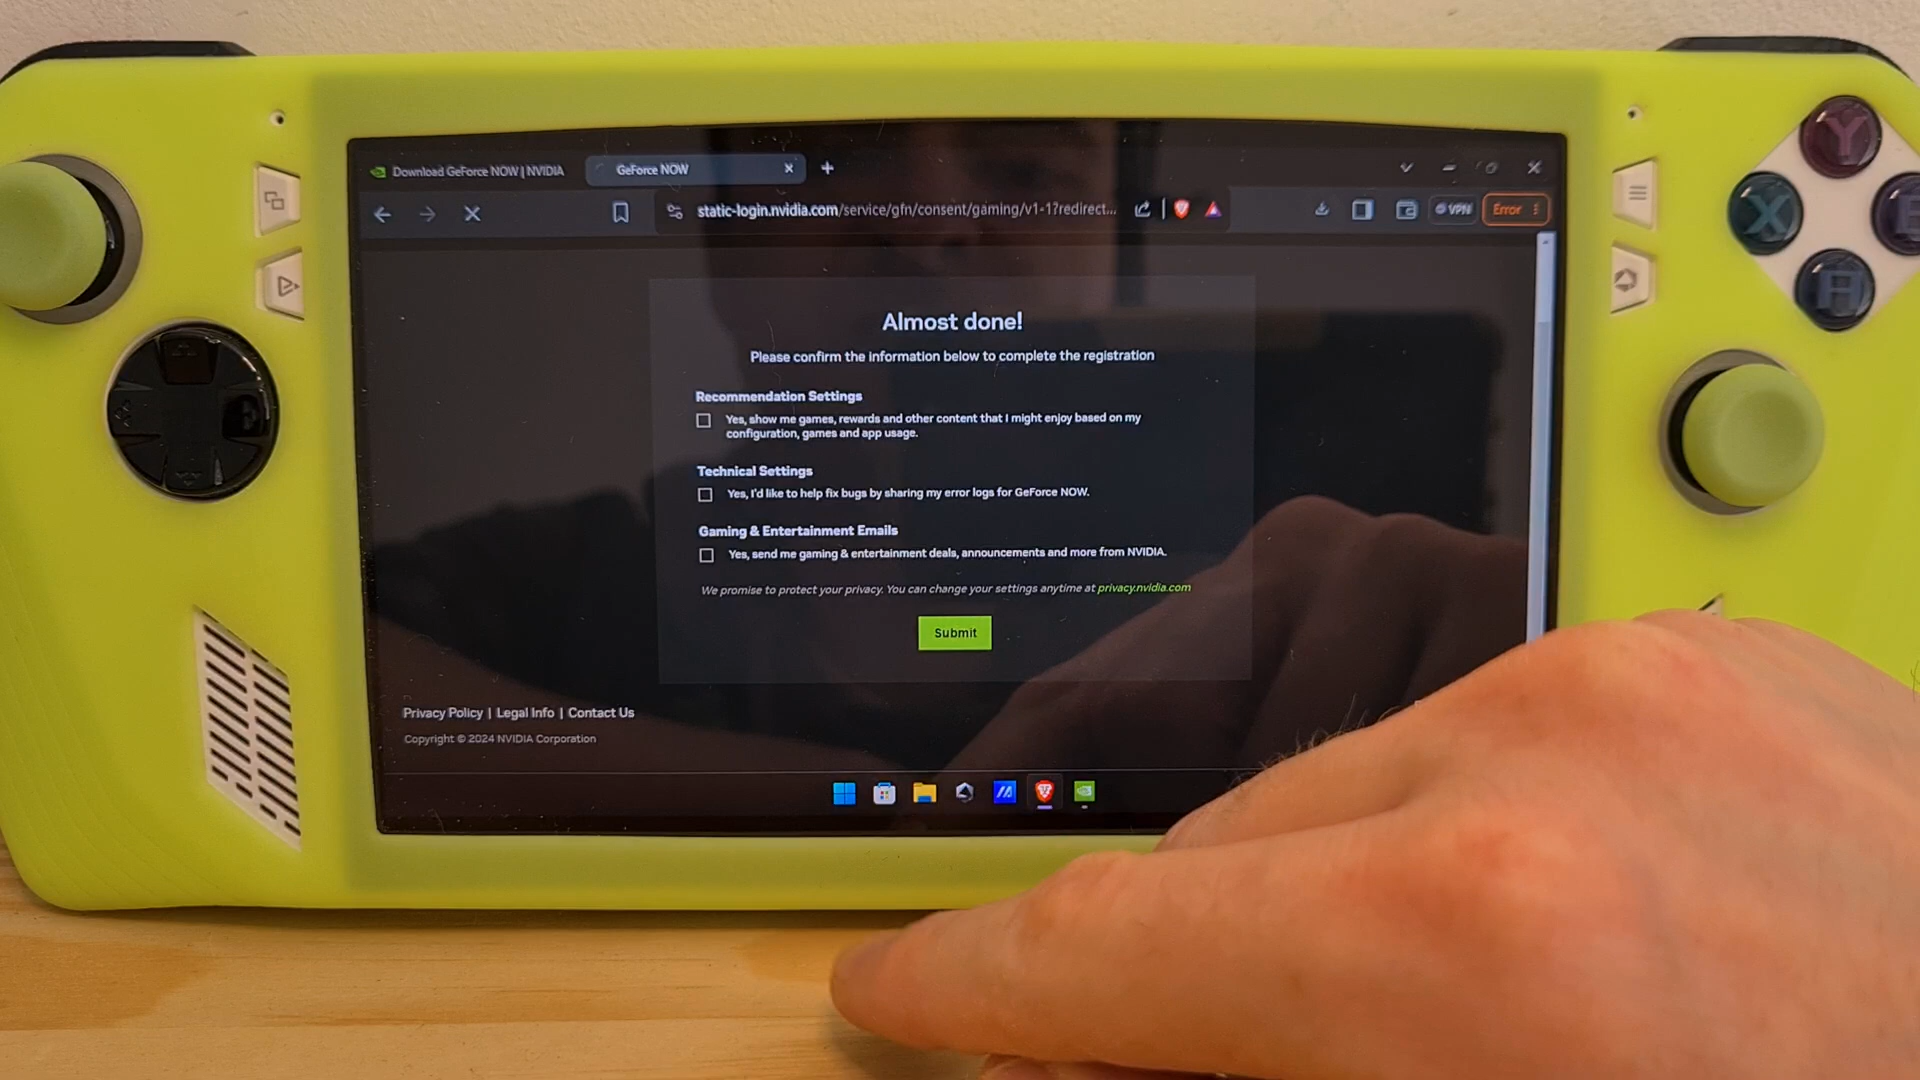 Download GeForce NOW | NVIDIA
GeForce NOW
static-login.nvidia.com/service/gfn/consent/gaming/v1-1?redirect...
VPN
Error
Almost done!
Please confirm the information below to complete the registration
Recommendation Settings
Yes, show me games, rewards and other content that I might enjoy based on my
configuration, games and app usage.
Technical Settings
Yes, I'd like to help fix bugs by sharing my error logs for GeForce NOW.
Gaming & Entertainment Emails
Yes, send me gaming & entertainment deals, announcements and more from NVIDIA.
We promise to protect your privacy. You can change your settings anytime at privacy.nvidia.com
Submit
Privacy Policy | Legal Info | Contact Us
Copyright © 2024 NVIDIA Corporation
Y
X
B
A